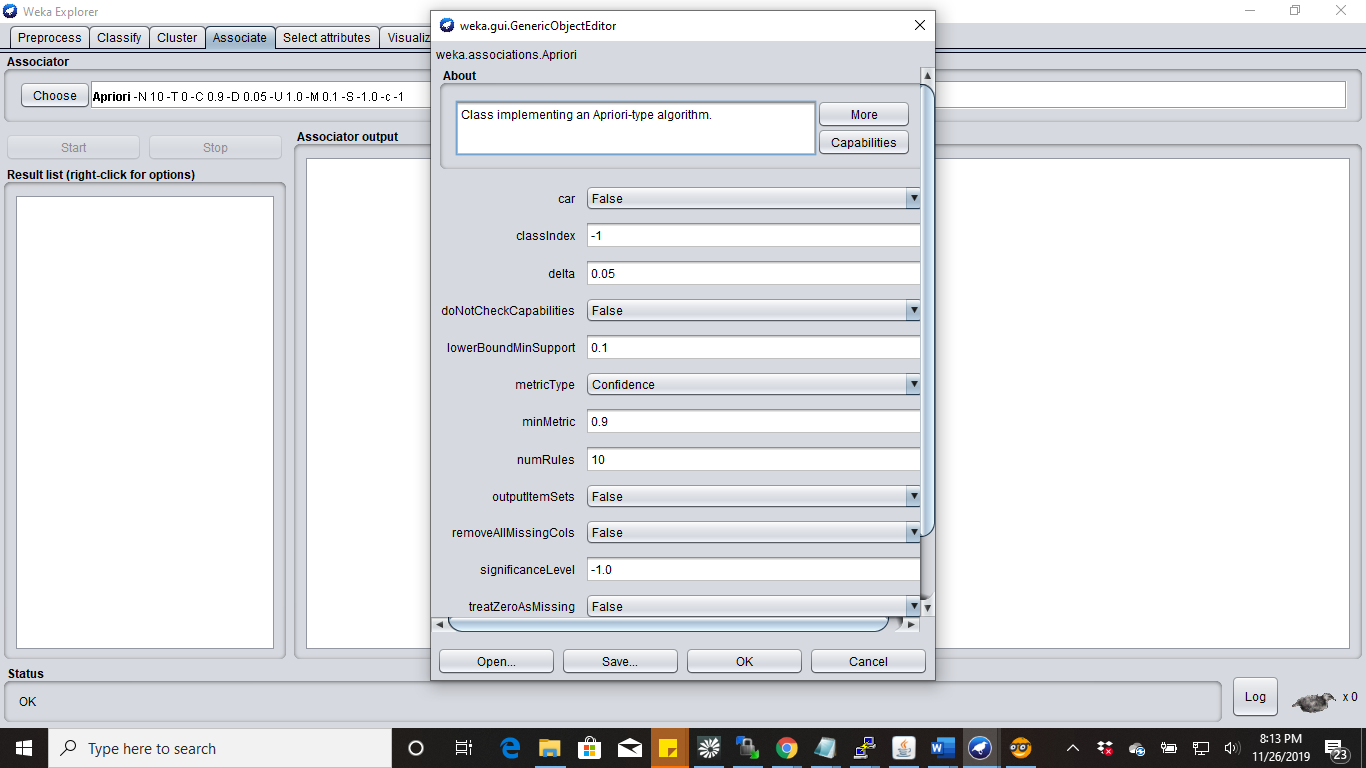 Weka Explorer
Preprocess Classify Cluster Associate Select attributes Visualiz
Associator
Choose Apriori -N 10 -T 0 -C 0.9 -D 0.05 -U 1.0 -M 0.1 -S -1.0 -c -1
Start Stop
Result list (right-click for options)
Associator output
weka.gui.GenericObjectEditor
weka.associations.Apriori
About
Class implementing an Apriori-type algorithm.
More
Capabilities
car False
classIndex -1
delta 0.05
doNotCheckCapabilities False
lowerBoundMinSupport 0.1
metricType Confidence
minMetric 0.9
numRules 10
outputItemSets False
removeAllMissingCols False
significanceLevel -1.0
treatZeroAsMissing False
Open... Save... OK Cancel
Status
OK
Log x 0
Type here to search
8:13 PM
11/26/2019
23